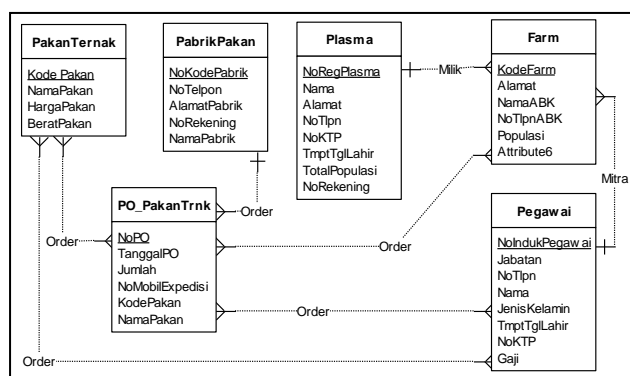 PakanTernak
Kode Pakan
NamaPakan
HargaPakan
BeratPakan
PabrikPakan
NoKodePabrik
NoTelpon
AlamatPabrik
NoRekening
NamaPabrik
Plasma
NoRegPlasma
Nama
Alamat
NoTlpn
NoKTP
TmptTglLahir
TotalPopulasi
NoRekening
Milik
Farm
KodeFarm
Alamat
NamaABK
NoTlpnABK
Populasi
Attribute6
Mitra
PO_PakanTrnk
NoPO
TanggalPO
Jumlah
NoMobilExpedisi
KodePakan
NamaPakan
Order
Order
Order
Order
Order
Pegawai
NoIndukPegawai
Jabatan
NoTlpn
Nama
JenisKelamin
TmptTglLahir
NoKTP
Gaji